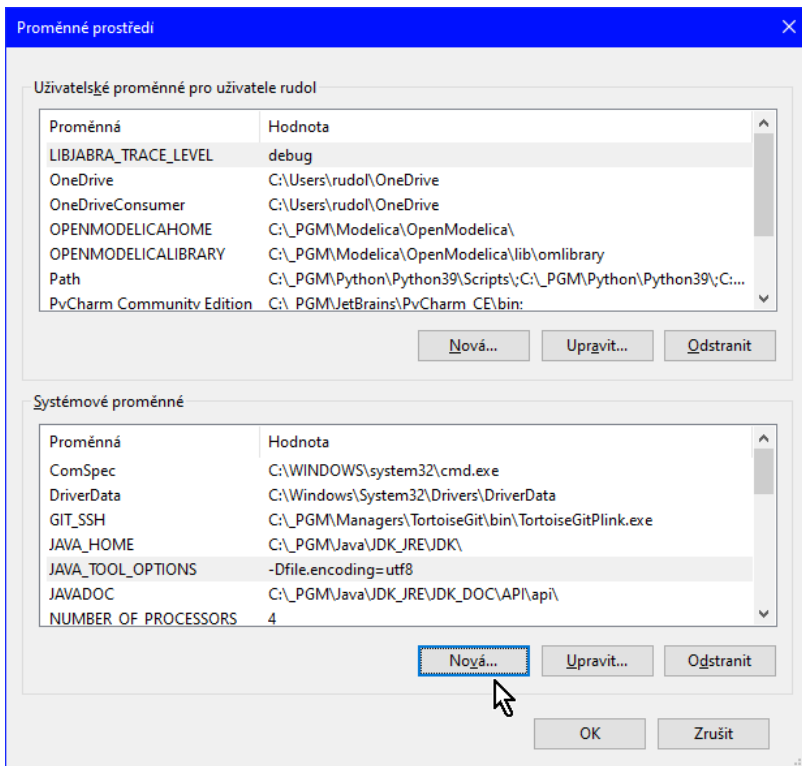 Proměnné prostředí
Uživatelské proměnné pro uživatele rudol
Proměnná Hodnota
LIBJABRA_TRACE_LEVEL debug
OneDrive C:\Users\rudol\OneDrive
OneDriveConsumer C:\Users\rudol\OneDrive
OPENMODELICAHOME C:\_PGM\Modelica\OpenModelica\
OPENMODELICALIBRARY C:\_PGM\Modelica\OpenModelica\lib\omlibrary
Path C:\_PGM\Python\Python39\Scripts\;C:\_PGM\Python\Python39\;C:...
PyCharm Community Edition C:\_PGM\JetBrains\PyCharm_CE\bin;
Nová... Upravit... Odstranit
Systémové proměnné
Proměnná Hodnota
ComSpec C:\WINDOWS\system32\cmd.exe
DriverData C:\Windows\System32\Drivers\DriverData
GIT_SSH C:\_PGM\Managers\TortoiseGit\bin\TortoiseGitPlink.exe
JAVA_HOME C:\_PGM\Java\JDK_JRE\JDK\
JAVA_TOOL_OPTIONS -Dfile.encoding=utf8
JAVADOC C:\_PGM\Java\JDK_JRE\JDK_DOC\API\api\
NUMBER_OF_PROCESSORS 4
Nová... Upravit... Odstranit
OK Zrušit